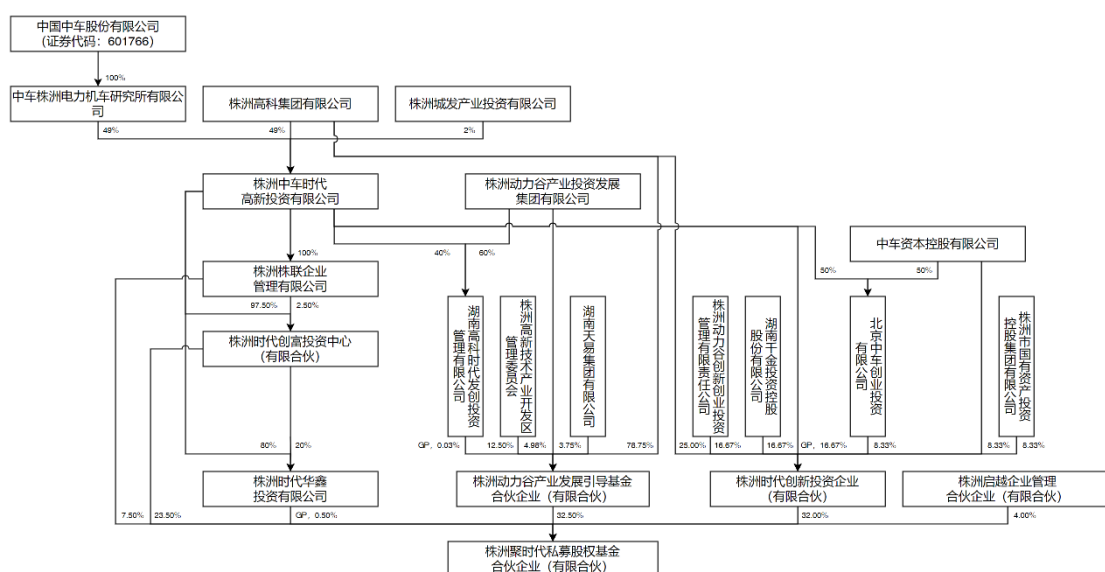 中国中车股份有限公司
（证券代码：601766）
100%
中车株洲电力机车研究所有限公
司
株洲高科集团有限公司
株洲城发产业投资有限公司
49%
49%
2%
株洲中车时代
高新投资有限公司
株洲动力谷产业投资发展
集团有限公司
中车资本控股有限公司
100%
40%
60%
50%
50%
株洲株联企业
管理有限公司
97.50%
2.50%
株洲时代创富投资中心
（有限合伙）
湖南高科时代发创投资
管理有限公司
株洲高新技术产业开发区
管理委员会
湖南天易集团有限公司
株洲动力谷创新创业投资
管理有限责任公司
湖南千金投资控股
股份有限公司
北京中车创业投资
有限公司
株洲市国有资产投资
控股集团有限公司
80%
20%
GP，0.03%
12.50%
4.98%
3.75%
78.75%
25.00%
16.67%
16.67%
GP，16.67%
8.33%
8.33%
8.33%
株洲时代华鑫
投资有限公司
株洲动力谷产业发展引导基金
合伙企业（有限合伙）
株洲时代创新投资企业
（有限合伙）
株洲启越企业管理
合伙企业（有限合伙）
7.50%
23.50%
GP，0.50%
32.50%
32.00%
4.00%
株洲聚时代私募股权基金
合伙企业（有限合伙）